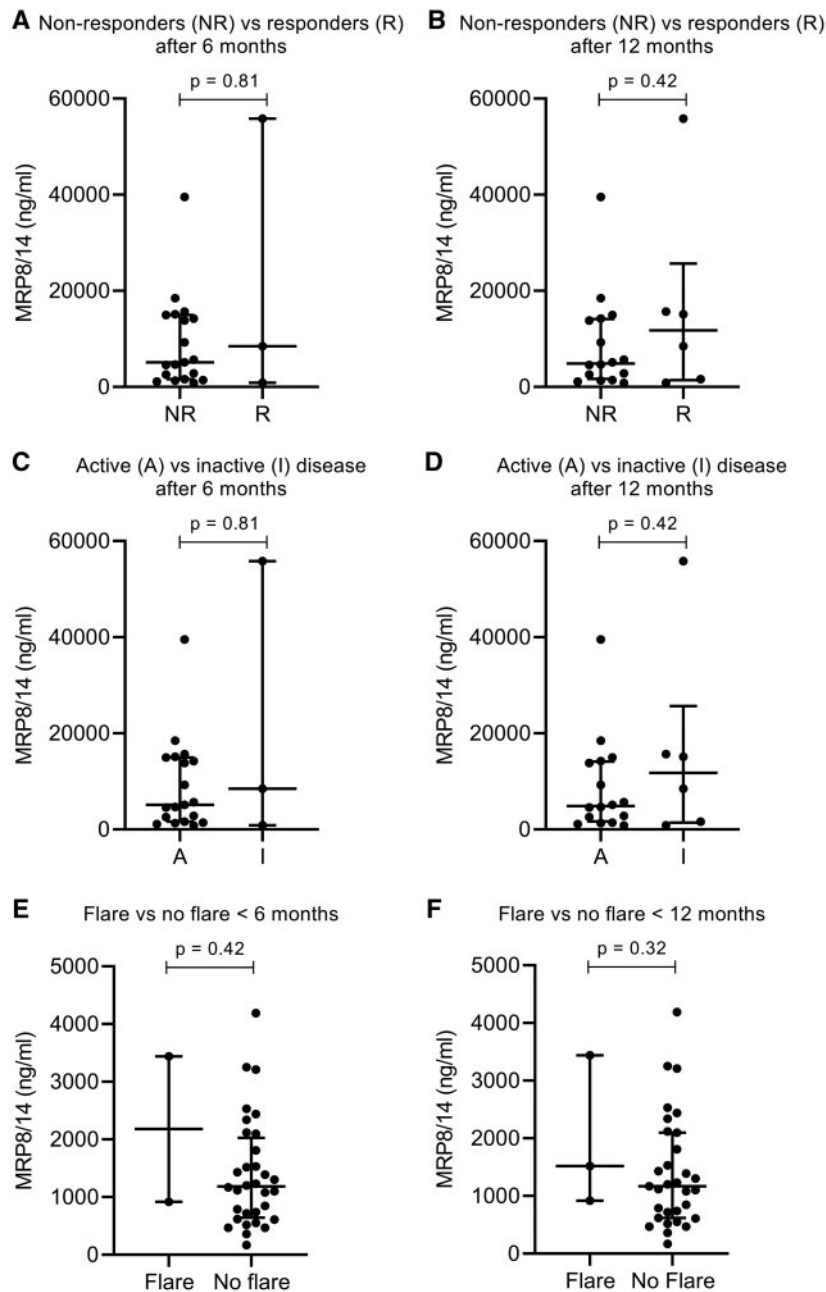 A Non-responders (NR) vs responders (R)
after 6 months
p = 0.81
60000
40000
20000
0
MRP8/14 (ng/ml)
NR R
B Non-responders (NR) vs responders (R)
after 12 months
p = 0.42
60000
40000
20000
0
MRP8/14 (ng/ml)
NR R
C Active (A) vs inactive (I) disease
after 6 months
p = 0.81
60000
40000
20000
0
MRP8/14 (ng/ml)
A I
D Active (A) vs inactive (I) disease
after 12 months
p = 0.42
60000
40000
20000
0
MRP8/14 (ng/ml)
A I
E Flare vs no flare < 6 months
p = 0.42
5000
4000
3000
2000
1000
0
MRP8/14 (ng/ml)
Flare No flare
F Flare vs no flare < 12 months
p = 0.32
5000
4000
3000
2000
1000
0
MRP8/14 (ng/ml)
Flare No Flare